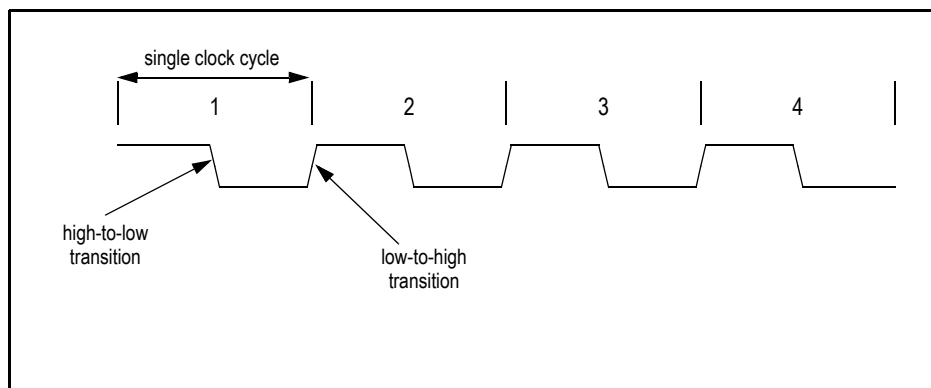 single clock cycle
1 2 3 4
high-to-low
transition
low-to-high
transition